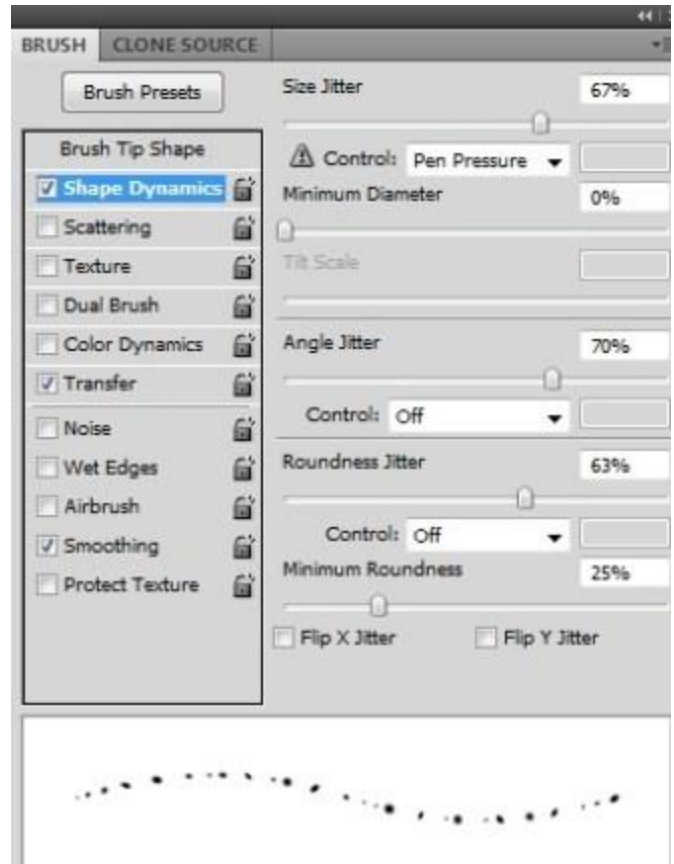 BRUSH CLONE SOURCE
Brush Presets
Brush Tip Shape
Shape Dynamics
Scattering
Texture
Dual Brush
Color Dynamics
Transfer
Noise
Wet Edges
Airbrush
Smoothing
Protect Texture
Size Jitter 67%
Control: Pen Pressure
Minimum Diameter 0%
Tilt Scale
Angle Jitter 70%
Control: Off
Roundness Jitter 63%
Control: Off
Minimum Roundness 25%
Flip X Jitter Flip Y Jitter